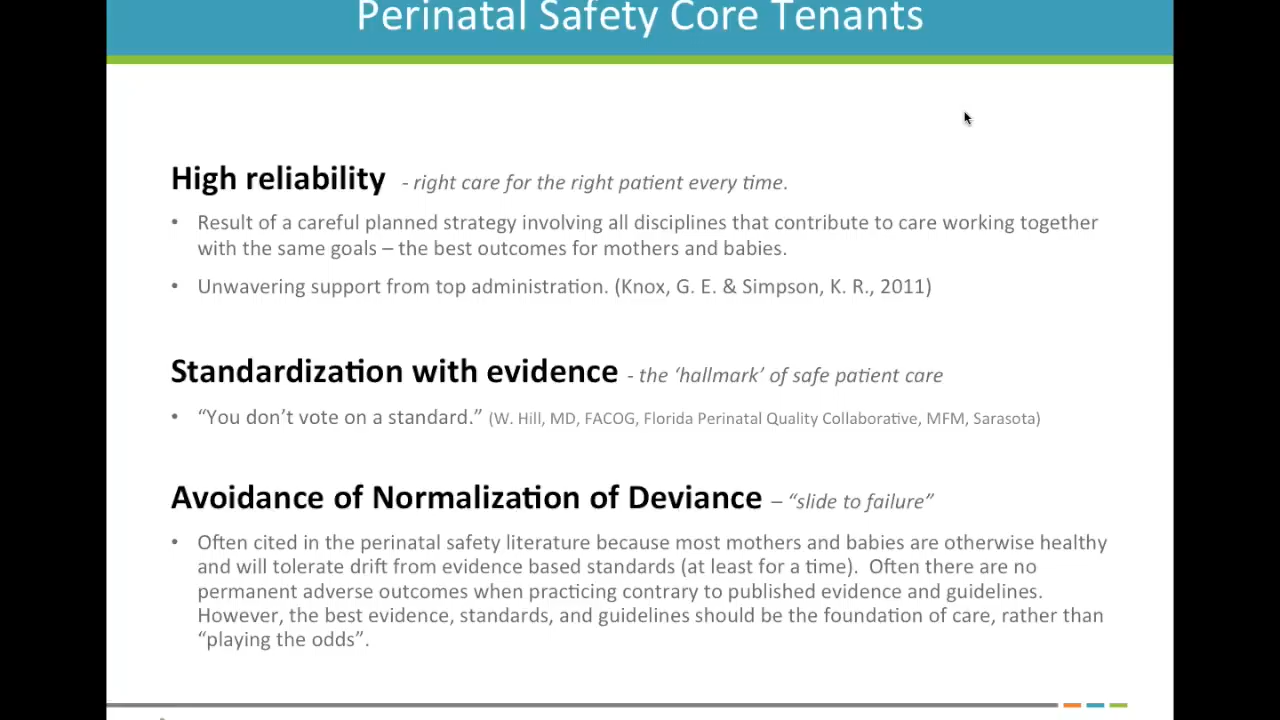 Perinatal Safety Core Tenants
High reliability - right care for the right patient every time.
• Result of a careful planned strategy involving all disciplines that contribute to care working together
with the same goals – the best outcomes for mothers and babies.
• Unwavering support from top administration. (Knox, G. E. & Simpson, K. R., 2011)
Standardization with evidence - the ‘hallmark’ of safe patient care
• “You don’t vote on a standard.” (W. Hill, MD, FACOG, Florida Perinatal Quality Collaborative, MFM, Sarasota)
Avoidance of Normalization of Deviance – “slide to failure”
• Often cited in the perinatal safety literature because most mothers and babies are otherwise healthy
and will tolerate drift from evidence based standards (at least for a time). Often there are no
permanent adverse outcomes when practicing contrary to published evidence and guidelines.
However, the best evidence, standards, and guidelines should be the foundation of care, rather than
“playing the odds”.